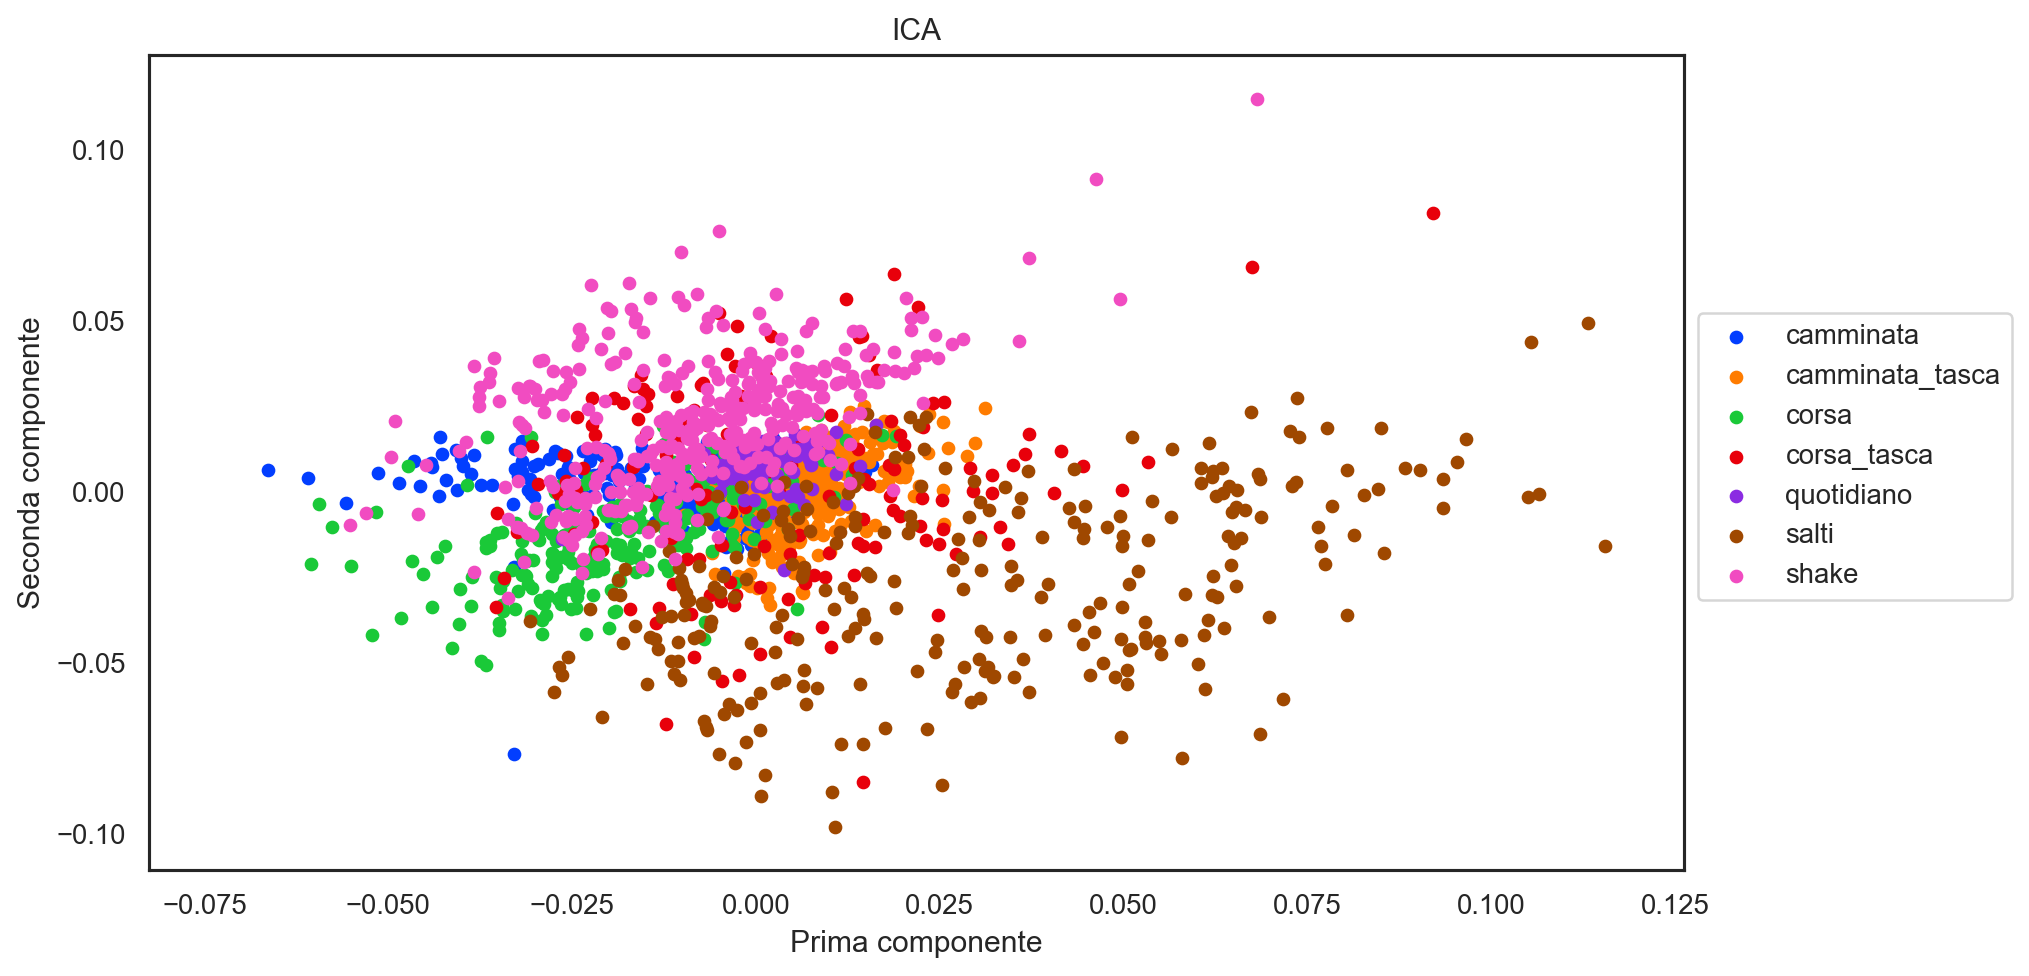 ICA
Seconda componente
0.10
0.05
0.00
−0.05
−0.10
−0.075
−0.050
−0.025
0.000
0.025
0.050
0.075
0.100
0.125
Prima componente
camminata
camminata_tasca
corsa
corsa_tasca
quotidiano
salti
shake